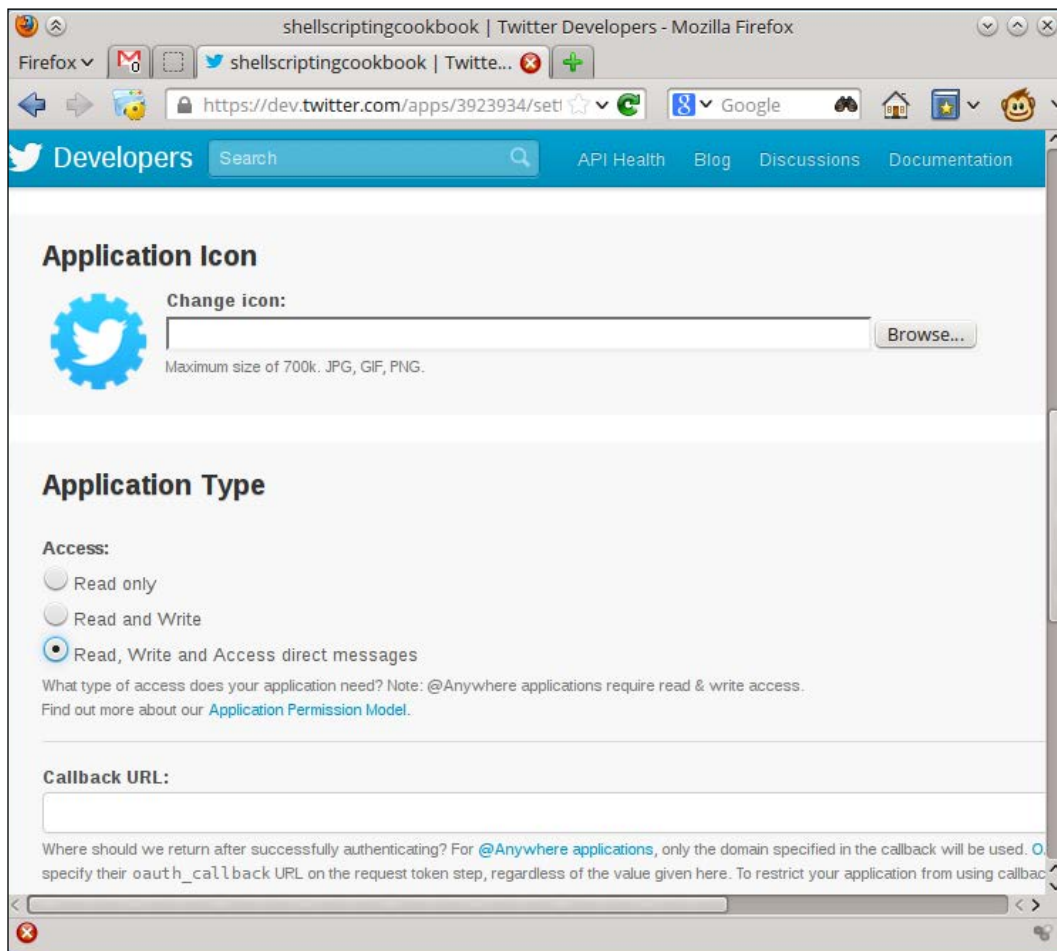 shellscriptingcookbook | Twitter Developers - Mozilla Firefox
Firefox
0
shellscriptingcookbook | Twitte...
https://dev.twitter.com/apps/3923934/sett
8 Google
Developers Search API Health Blog Discussions Documentation
Application Icon
Change icon:
Browse...
Maximum size of 700k. JPG, GIF, PNG.
Application Type
Access:
Read only
Read and Write
Read, Write and Access direct messages
What type of access does your application need? Note: @Anywhere applications require read & write access.
Find out more about our Application Permission Model.
Callback URL:
Where should we return after successfully authenticating? For @Anywhere applications, only the domain specified in the callback will be used. O
specify their oauth_callback URL on the request token step, regardless of the value given here. To restrict your application from using callbac